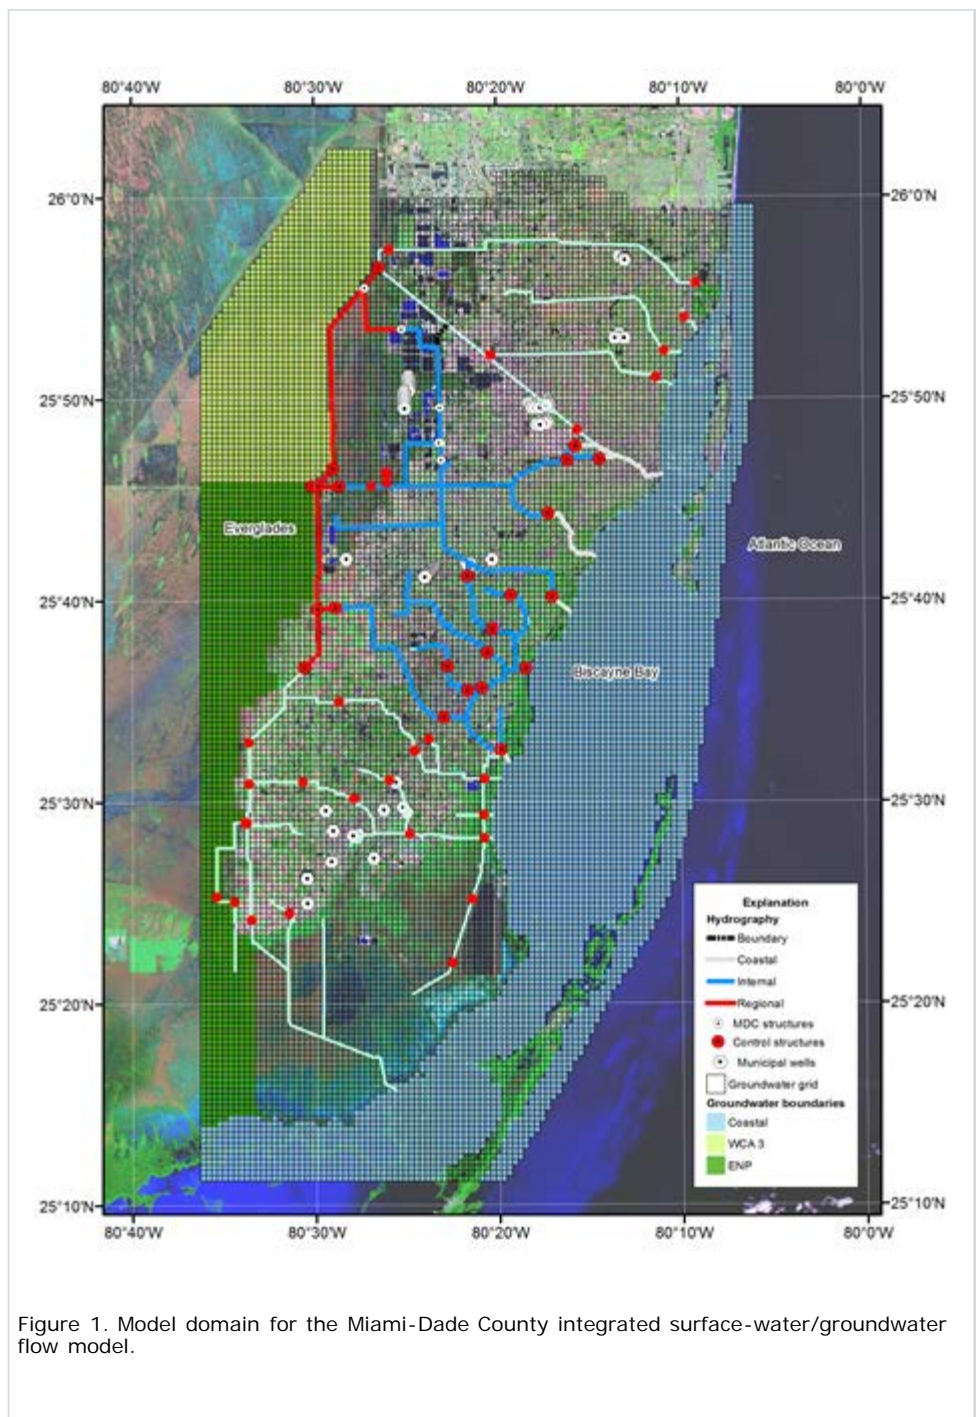 80°40'W 80°30'W 80°20'W 80°10'W 80°0'W
26°0'N 26°0'N
25°50'N 25°50'N
Everglades
Atlantic Ocean
25°40'N 25°40'N
Biscayne Bay
25°30'N 25°30'N
Explanation
Hydrography
Boundary
Coastal
Internal
Regional
MDC structures
Control structures
Municipal wells
Groundwater grid
Groundwater boundaries
Coastal
WCA 3
ENP
25°20'N 25°20'N
25°10'N 25°10'N
80°40'W 80°30'W 80°20'W 80°10'W 80°0'W
Figure 1. Model domain for the Miami-Dade County integrated surface-water/groundwater
flow model.